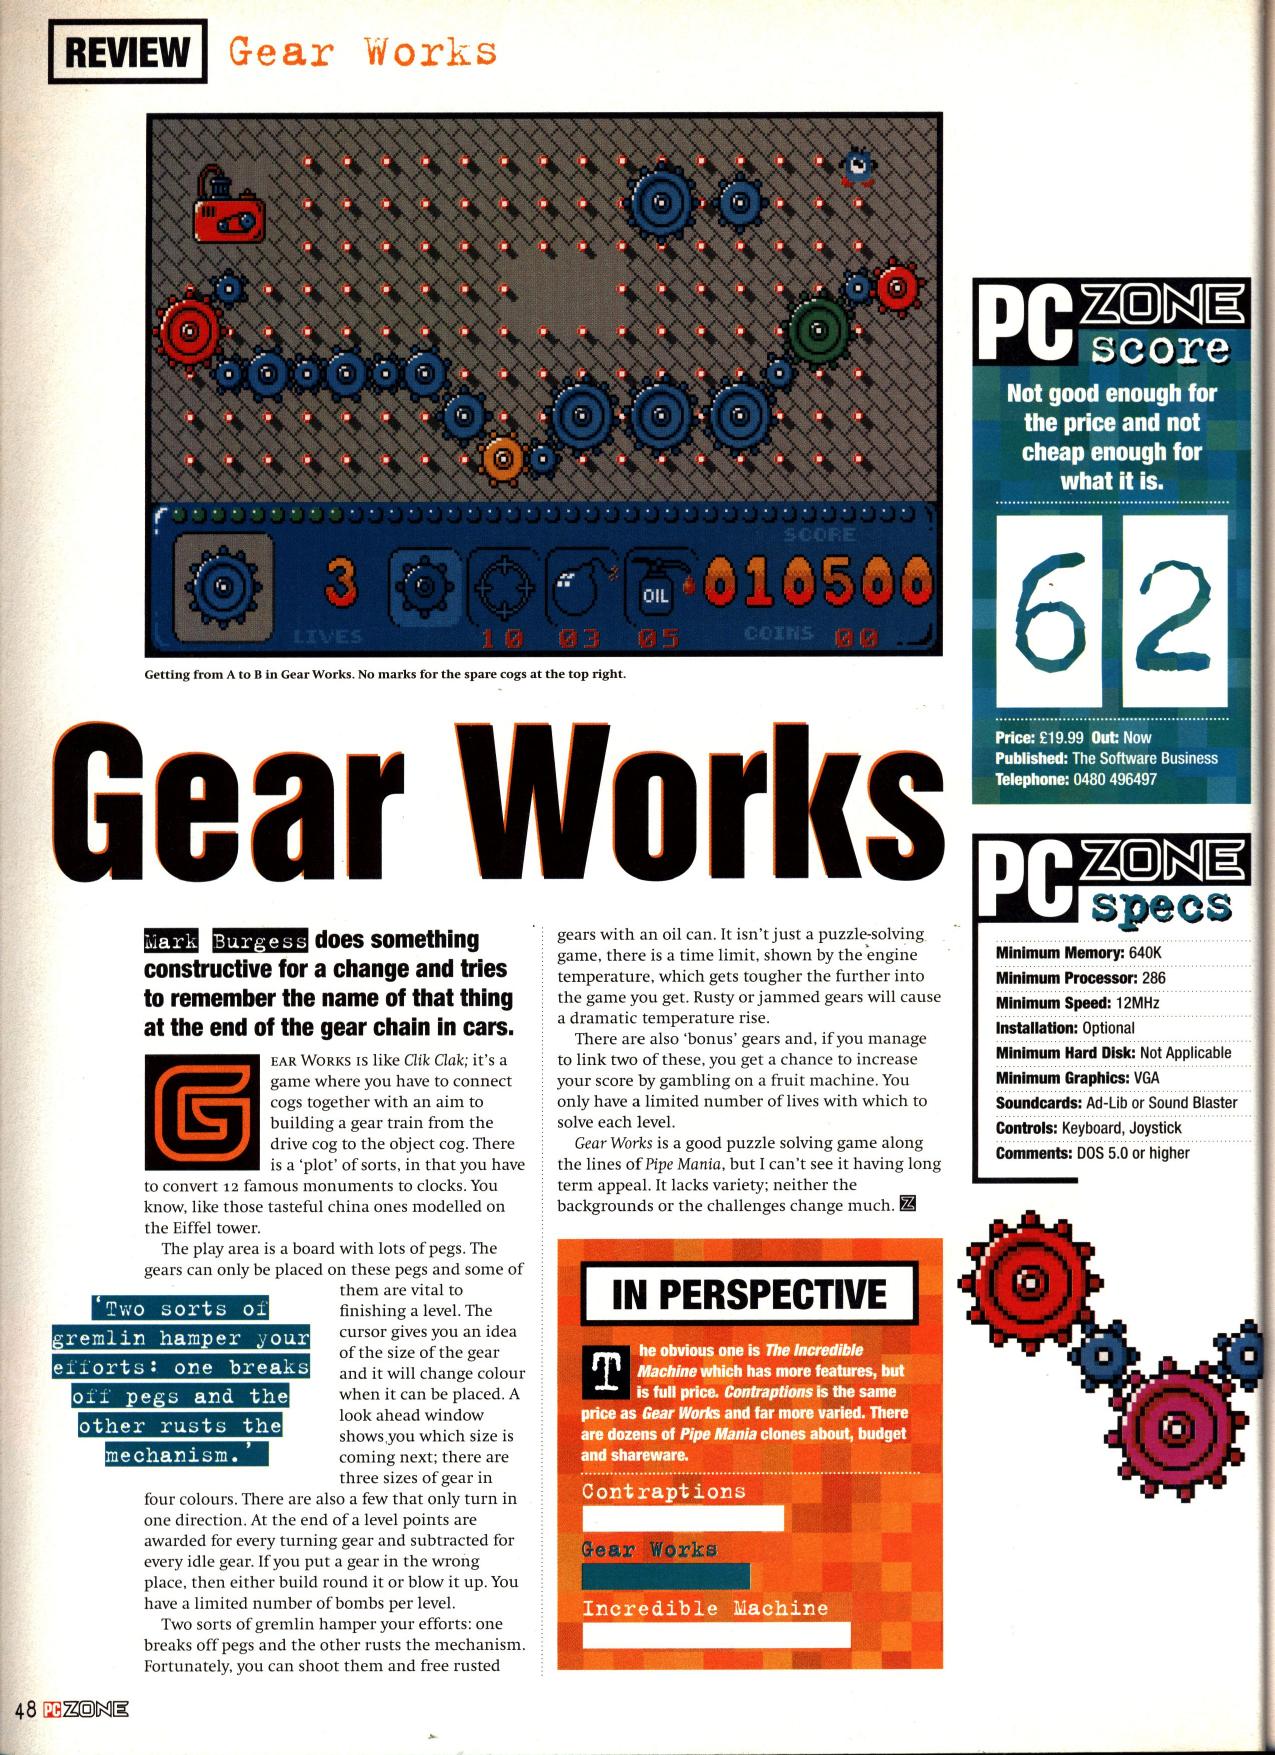 REVIEW Gear Works
SCORE
OIL
010500
3
LIVES
10 03 05
COINS 00
Getting from A to B in Gear Works. No marks for the spare cogs at the top right.
Gear Works
Mark Burgess does something
constructive for a change and tries
to remember the name of that thing
at the end of the gear chain in cars.
GEAR WORKS IS like Clik Clak; it's a
game where you have to connect
cogs together with an aim to
building a gear train from the
drive cog to the object cog. There
is a 'plot' of sorts, in that you have
to convert 12 famous monuments to clocks. You
know, like those tasteful china ones modelled on
the Eiffel tower.
The play area is a board with lots of pegs. The
gears can only be placed on these pegs and some of
them are vital to
finishing a level. The
cursor gives you an idea
of the size of the gear
and it will change colour
when it can be placed. A
look ahead window
shows you which size is
coming next; there are
three sizes of gear in
four colours. There are also a few that only turn in
one direction. At the end of a level points are
awarded for every turning gear and subtracted for
every idle gear. If you put a gear in the wrong
place, then either build round it or blow it up. You
have a limited number of bombs per level.
Two sorts of gremlin hamper your efforts: one
breaks off pegs and the other rusts the mechanism.
Fortunately, you can shoot them and free rusted
'Two sorts of
gremlin hamper your
efforts: one breaks
off pegs and the
other rusts the
mechanism.'
gears with an oil can. It isn't just a puzzle-solving
game, there is a time limit, shown by the engine
temperature, which gets tougher the further into
the game you get. Rusty or jammed gears will cause
a dramatic temperature rise.
There are also 'bonus' gears and, if you manage
to link two of these, you get a chance to increase
your score by gambling on a fruit machine. You
only have a limited number of lives with which to
solve each level.
Gear Works is a good puzzle solving game along
the lines of Pipe Mania, but I can't see it having long
term appeal. It lacks variety; neither the
backgrounds or the challenges change much. Z
IN PERSPECTIVE
The obvious one is The Incredible
Machine which has more features, but
is full price. Contraptions is the same
price as Gear Works and far more varied. There
are dozens of Pipe Mania clones about, budget
and shareware.
Contraptions
Gear Works
Incredible Machine
PC ZONE
score
Not good enough for
the price and not
cheap enough for
what it is.
62
Price: £19.99 Out: Now
Published: The Software Business
Telephone: 0480 496497
PC ZONE
specs
Minimum Memory: 640K
Minimum Processor: 286
Minimum Speed: 12MHz
Installation: Optional
Minimum Hard Disk: Not Applicable
Minimum Graphics: VGA
Soundcards: Ad-Lib or Sound Blaster
Controls: Keyboard, Joystick
Comments: DOS 5.0 or higher
48 PC ZONE